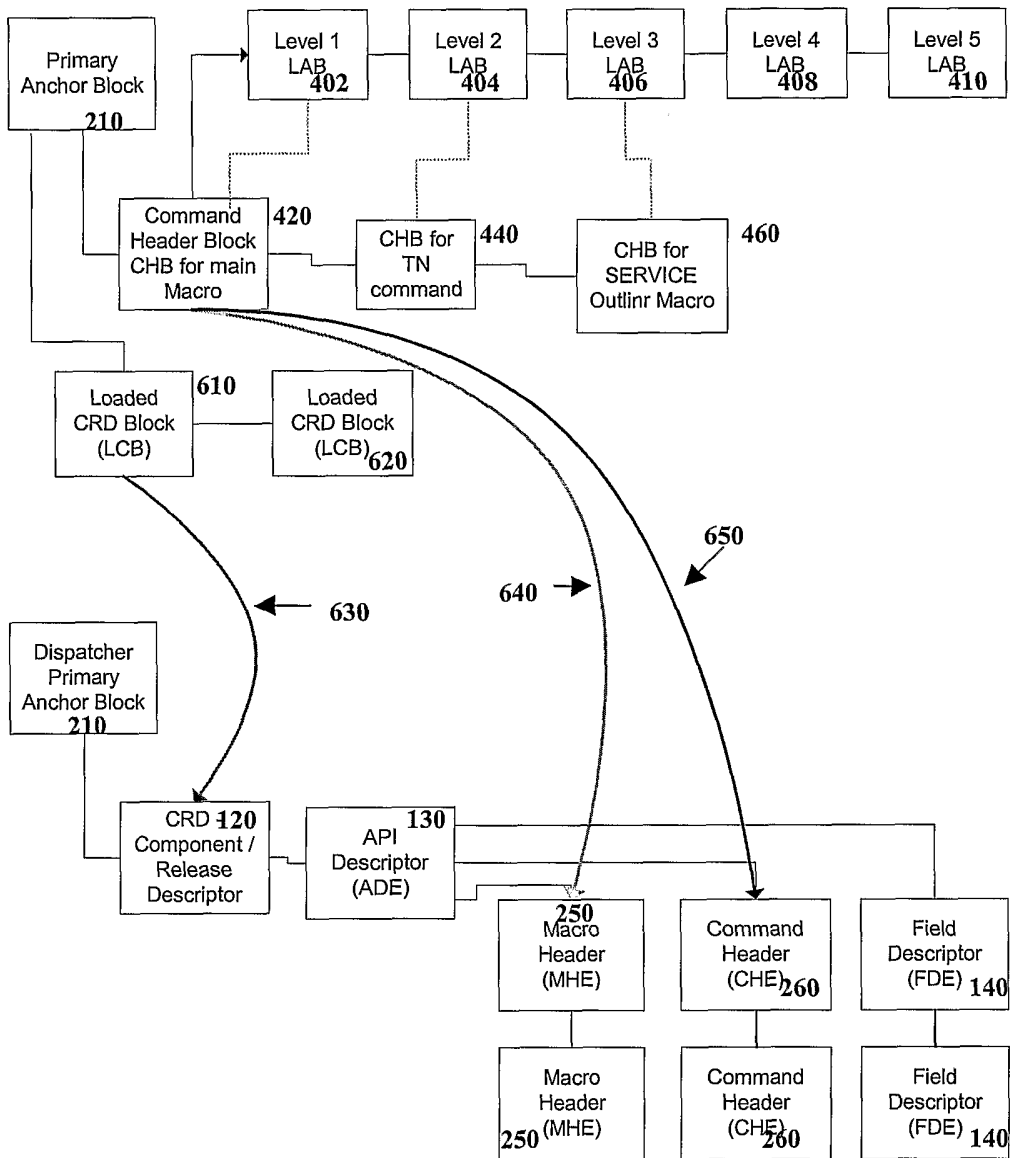 Primary
Anchor Block
210
Level 1
LAB
402
Level 2
LAB
404
Level 3
LAB
406
Level 4
LAB
408
Level 5
LAB
410
Command
Header Block
CHB for main
Macro
420
CHB for
TN
command
440
CHB for
SERVICE
Outlinr Macro
460
Loaded
CRD Block
(LCB)
610
Loaded
CRD Block
(LCB)
620
630
640
650
Dispatcher
Primary
Anchor Block
210
CRD -
120
Component /
Release
Descriptor
130
API
Descriptor
(ADE)
250
Macro
Header
(MHE)
Command
Header
(CHE)
260
Field
Descriptor
(FDE)
140
Macro
Header
(MHE)
250
Command
Header
(CHE)
260
Field
Descriptor
(FDE)
140